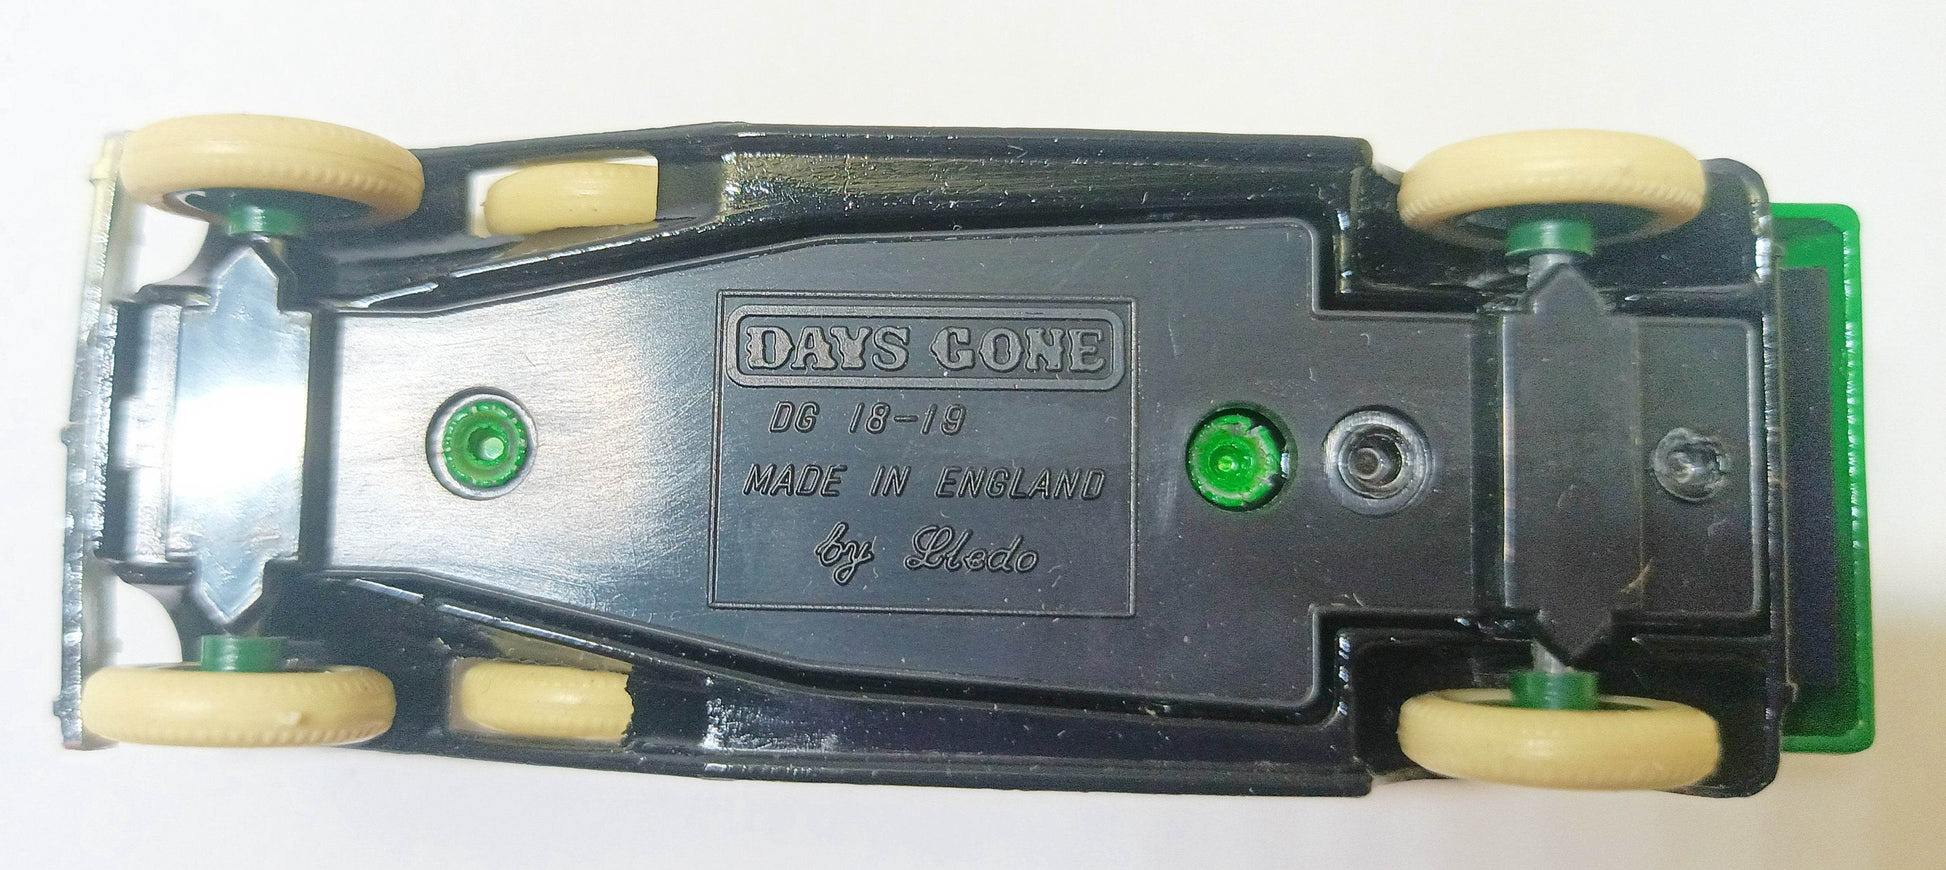 DAYS GONE
DG 18-19
MADE IN ENGLAND
by Lledo